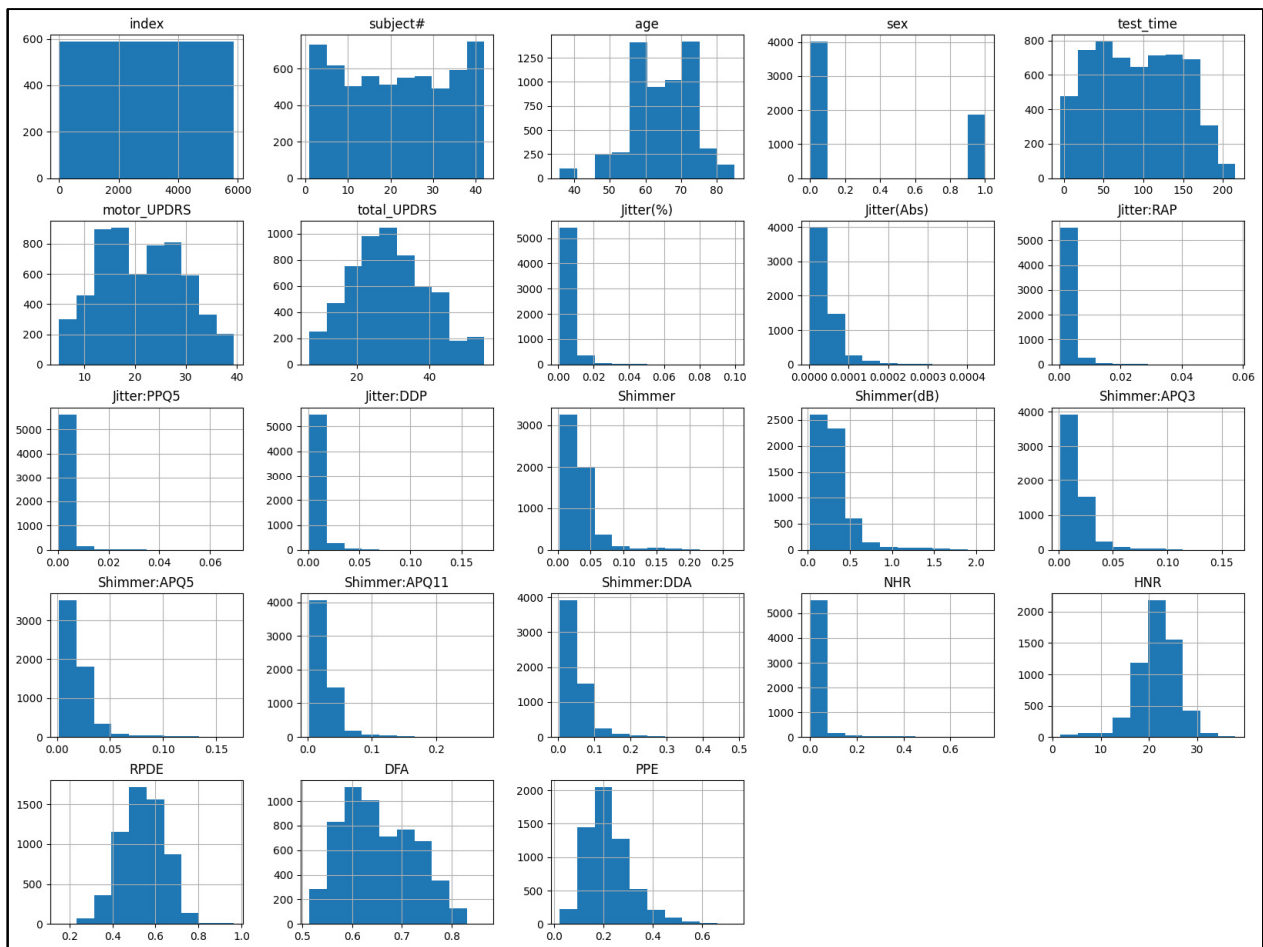 index
600
400
200
0
0 2000 4000 6000
subject#
600
400
200
0
0 10 20 30 40
age
1250
1000
750
500
250
0
40 50 60 70 80
sex
4000
3000
2000
1000
0
0.0 0.2 0.4 0.6 0.8 1.0
test_time
800
600
400
200
0
0 50 100 150 200
motor_UPDRS
800
600
400
200
0
10 20 30 40
total_UPDRS
1000
800
600
400
200
0
20 40
Jitter(%)
5000
4000
3000
2000
1000
0
0.00 0.02 0.04 0.06 0.08 0.10
Jitter(Abs)
4000
3000
2000
1000
0
0.0000 0.0001 0.0002 0.0003 0.0004
Jitter:RAP
5000
4000
3000
2000
1000
0
0.00 0.02 0.04 0.06
Jitter:PPQ5
5000
4000
3000
2000
1000
0
0.00 0.02 0.04 0.06
Jitter:DDP
5000
4000
3000
2000
1000
0
0.00 0.05 0.10 0.15
Shimmer
3000
2000
1000
0
0.00 0.05 0.10 0.15 0.20 0.25
Shimmer(dB)
2500
2000
1500
1000
500
0
0.0 0.5 1.0 1.5 2.0
Shimmer:APQ3
4000
3000
2000
1000
0
0.00 0.05 0.10 0.15
Shimmer:APQ5
3000
2000
1000
0
0.00 0.05 0.10 0.15
Shimmer:APQ11
4000
3000
2000
1000
0
0.0 0.1 0.2
Shimmer:DDA
4000
3000
2000
1000
0
0.0 0.1 0.2 0.3 0.4 0.5
NHR
5000
4000
3000
2000
1000
0
0.0 0.2 0.4 0.6
HNR
2000
1500
1000
500
0
0 10 20 30
RPDE
1500
1000
500
0
0.2 0.4 0.6 0.8 1.0
DFA
1000
800
600
400
200
0
0.5 0.6 0.7 0.8
PPE
2000
1500
1000
500
0
0.0 0.2 0.4 0.6